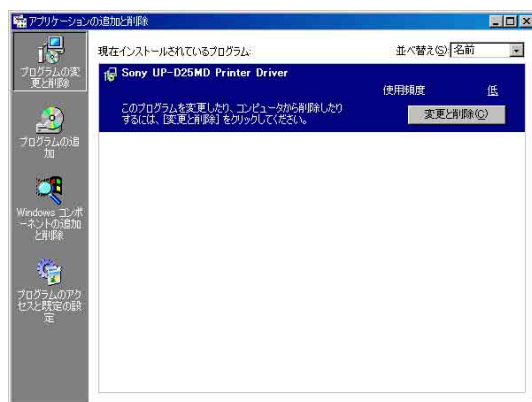 アプリケーションの追加と削除
プログラムの変
更と削除
プログラムの追
加
Windows コンポ
ーネントの追加
と削除
プログラムのアク
セスと既定の設
定
現在インストールされているプログラム:
並べ替え(S):
名前
Sony UP-D25MD Printer Driver
使用頻度
低
このプログラムを変更したり、コンピュータから削除したり
するには、[変更と削除] をクリックしてください。
変更と削除(C)